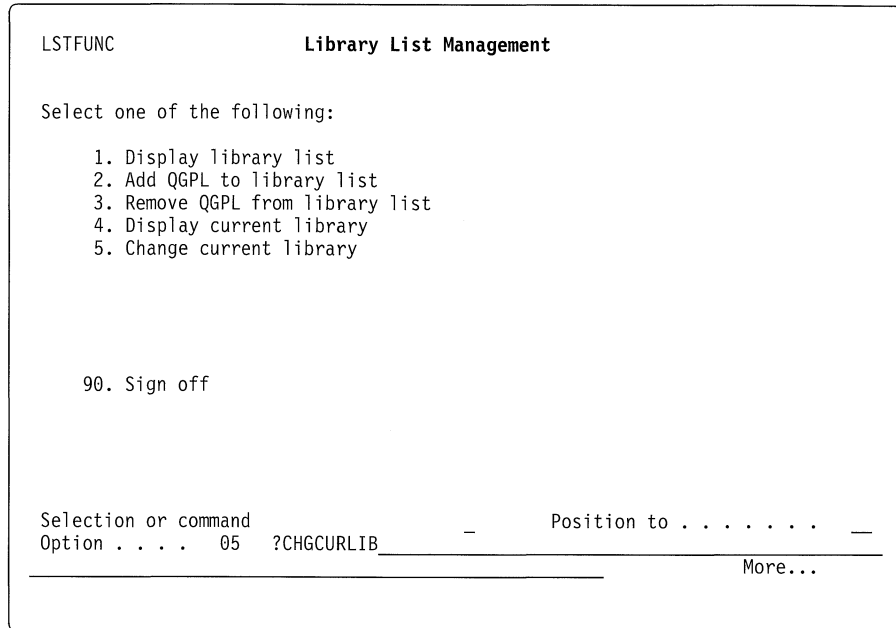 LSTFUNC Library List Management
Select one of the following:
1. Display library list
2. Add QGPL to library list
3. Remove QGPL from library list
4. Display current library
5. Change current library
90. Sign off
Selection or command Position to . . . . . . . __
Option . . . . 05 ?CHGCURLIB
More...